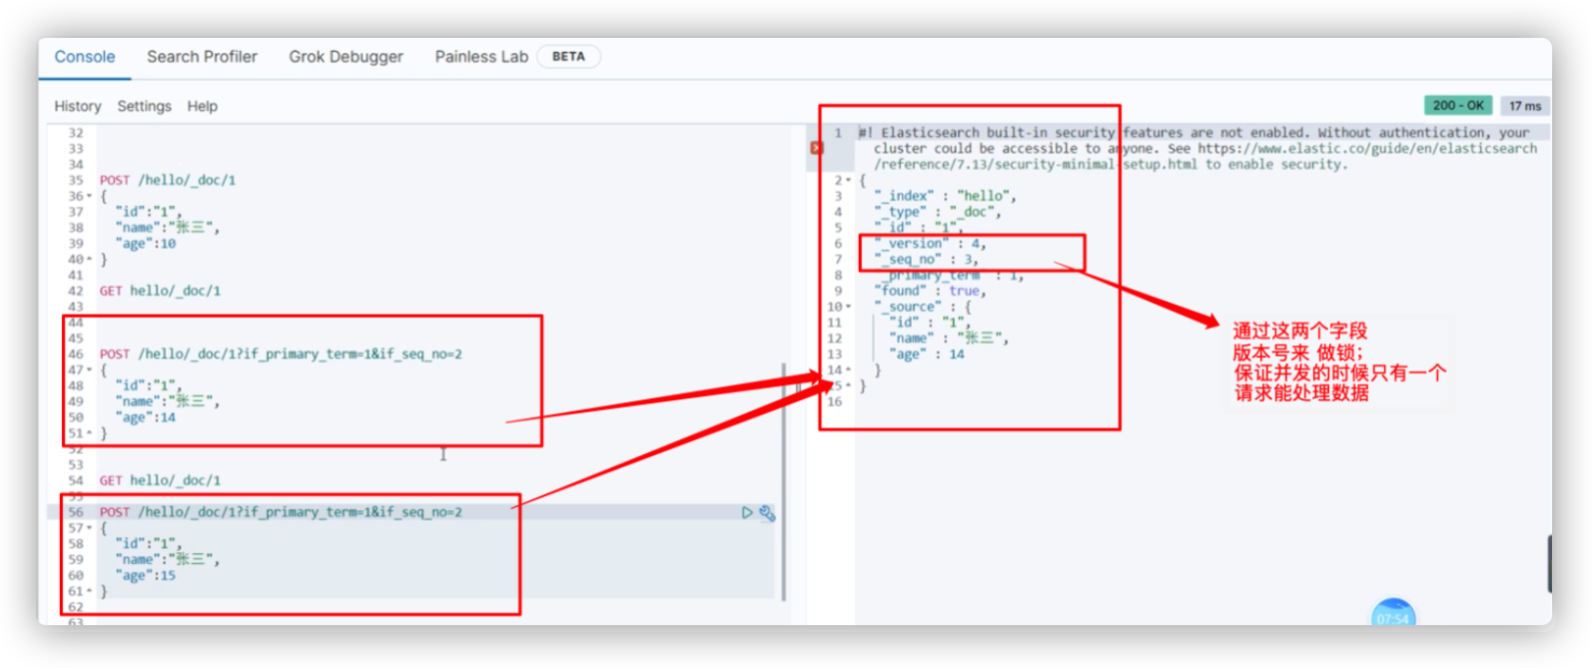 Console Search Profiler Grok Debugger Painless Lab BETA
History Settings Help
200 - OK 17 ms
32
33
34
35 POST /hello/_doc/1
36 {
37 "id":"1",
38 "name":"张三",
39 "age":10
40 }
41
42 GET hello/_doc/1
43
44
45
46 POST /hello/_doc/1?if_primary_term=1&if_seq_no=2
47 {
48 "id":"1",
49 "name":"张三",
50 "age":14
51 }
52
53
54 GET hello/_doc/1
55
56 POST /hello/_doc/1?if_primary_term=1&if_seq_no=2
57 {
58 "id":"1",
59 "name":"张三",
60 "age":15
61 }
62
63
1 #! Elasticsearch built-in security features are not enabled. Without authentication, your
cluster could be accessible to anyone. See https://www.elastic.co/guide/en/elasticsearch
/reference/7.13/security-minimal-setup.html to enable security.
2 {
3 "_index" : "hello",
4 "_type" : "_doc",
5 "_id" : "1",
6 "_version" : 4,
7 "_seq_no" : 3,
8 "_primary_term" : 1,
9 "found" : true,
10 "_source" : {
11 "id" : "1",
12 "name" : "张三",
13 "age" : 14
14 }
15 }
16
通过这两个字段
版本号来 做锁；
保证并发的时候只有一个
请求能处理数据
07:54